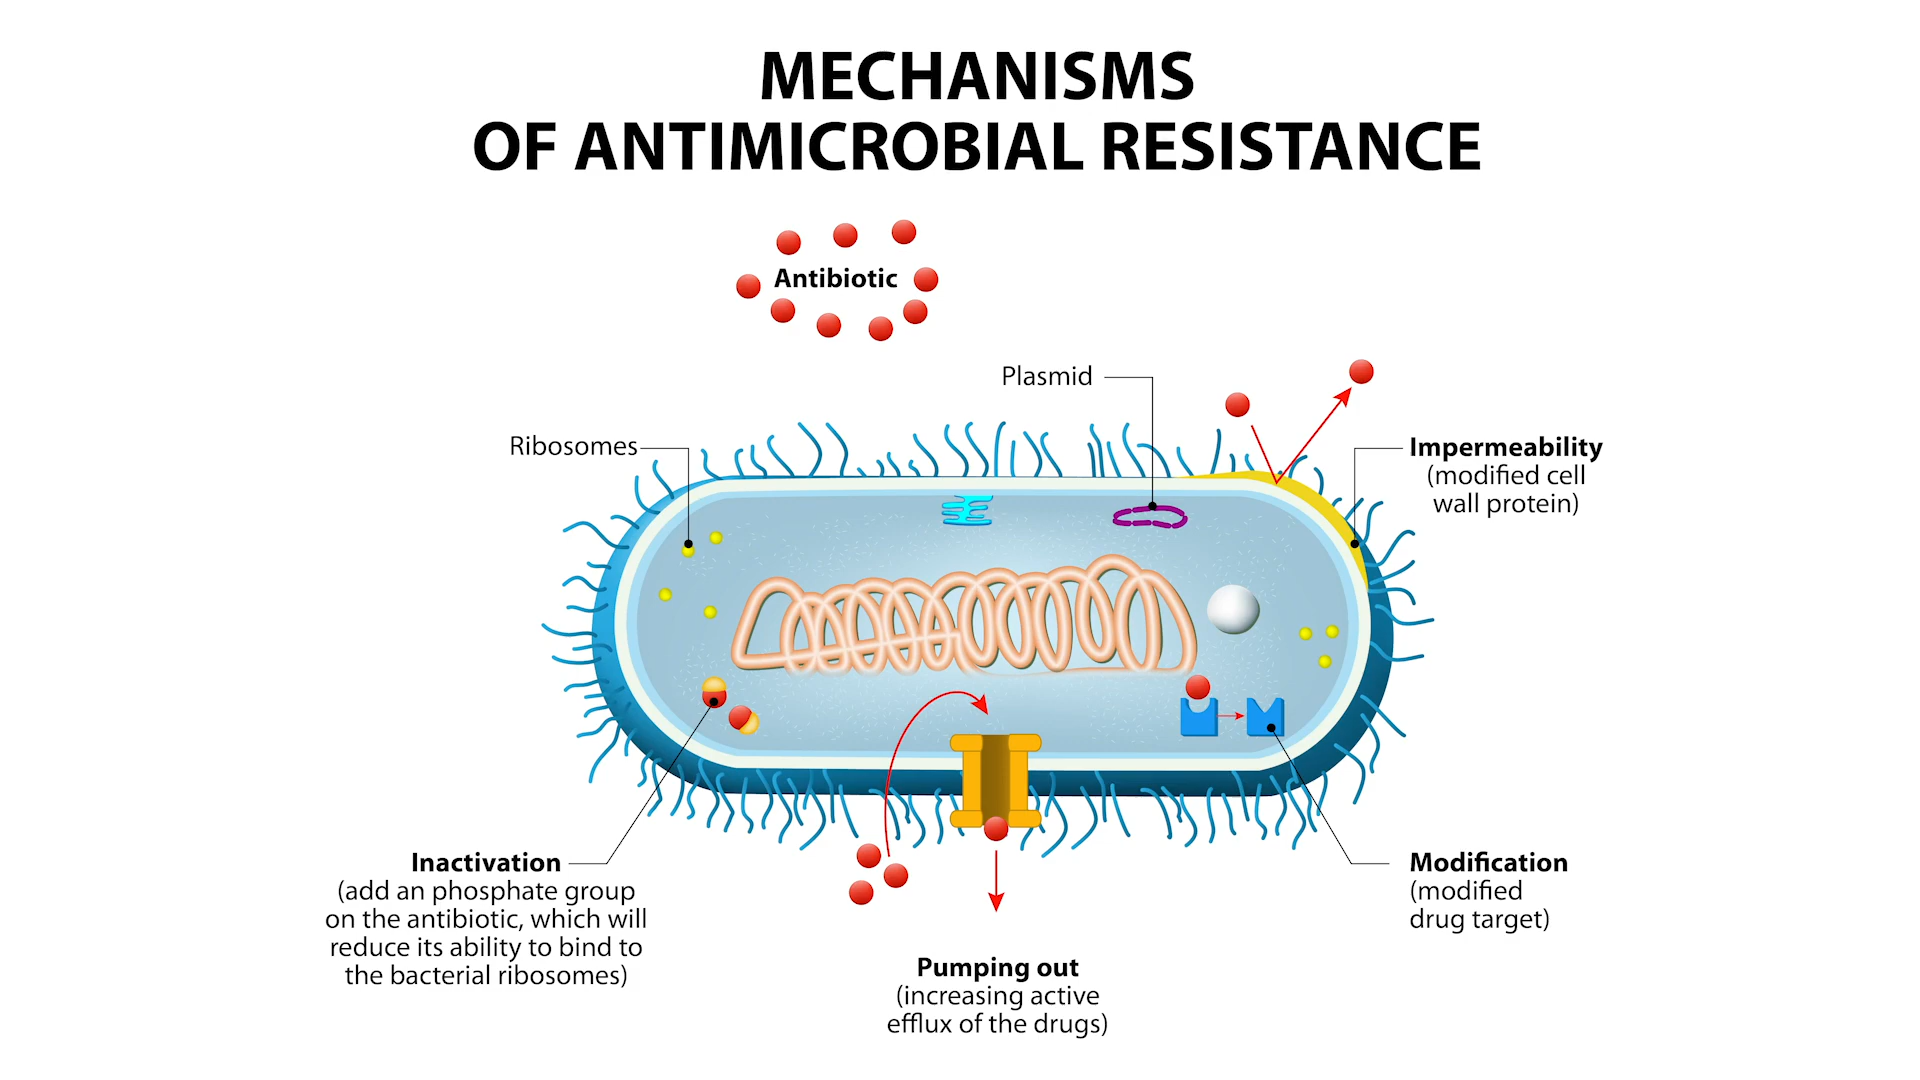 MECHANISMS
OF ANTIMICROBIAL RESISTANCE
Antibiotic
Plasmid
Ribosomes
Impermeability
(modified cell
wall protein)
Inactivation
(add an phosphate group
on the antibiotic, which will
reduce its ability to bind to
the bacterial ribosomes)
Modification
(modified
drug target)
Pumping out
(increasing active
efflux of the drugs)